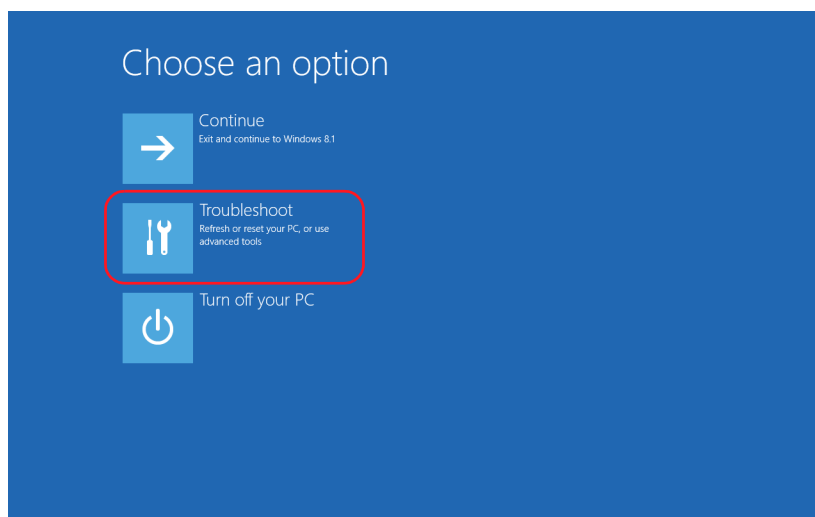 Choose an option
Continue
Exit and continue to Windows 8.1
Troubleshoot
Refresh or reset your PC, or use
advanced tools
Turn off your PC